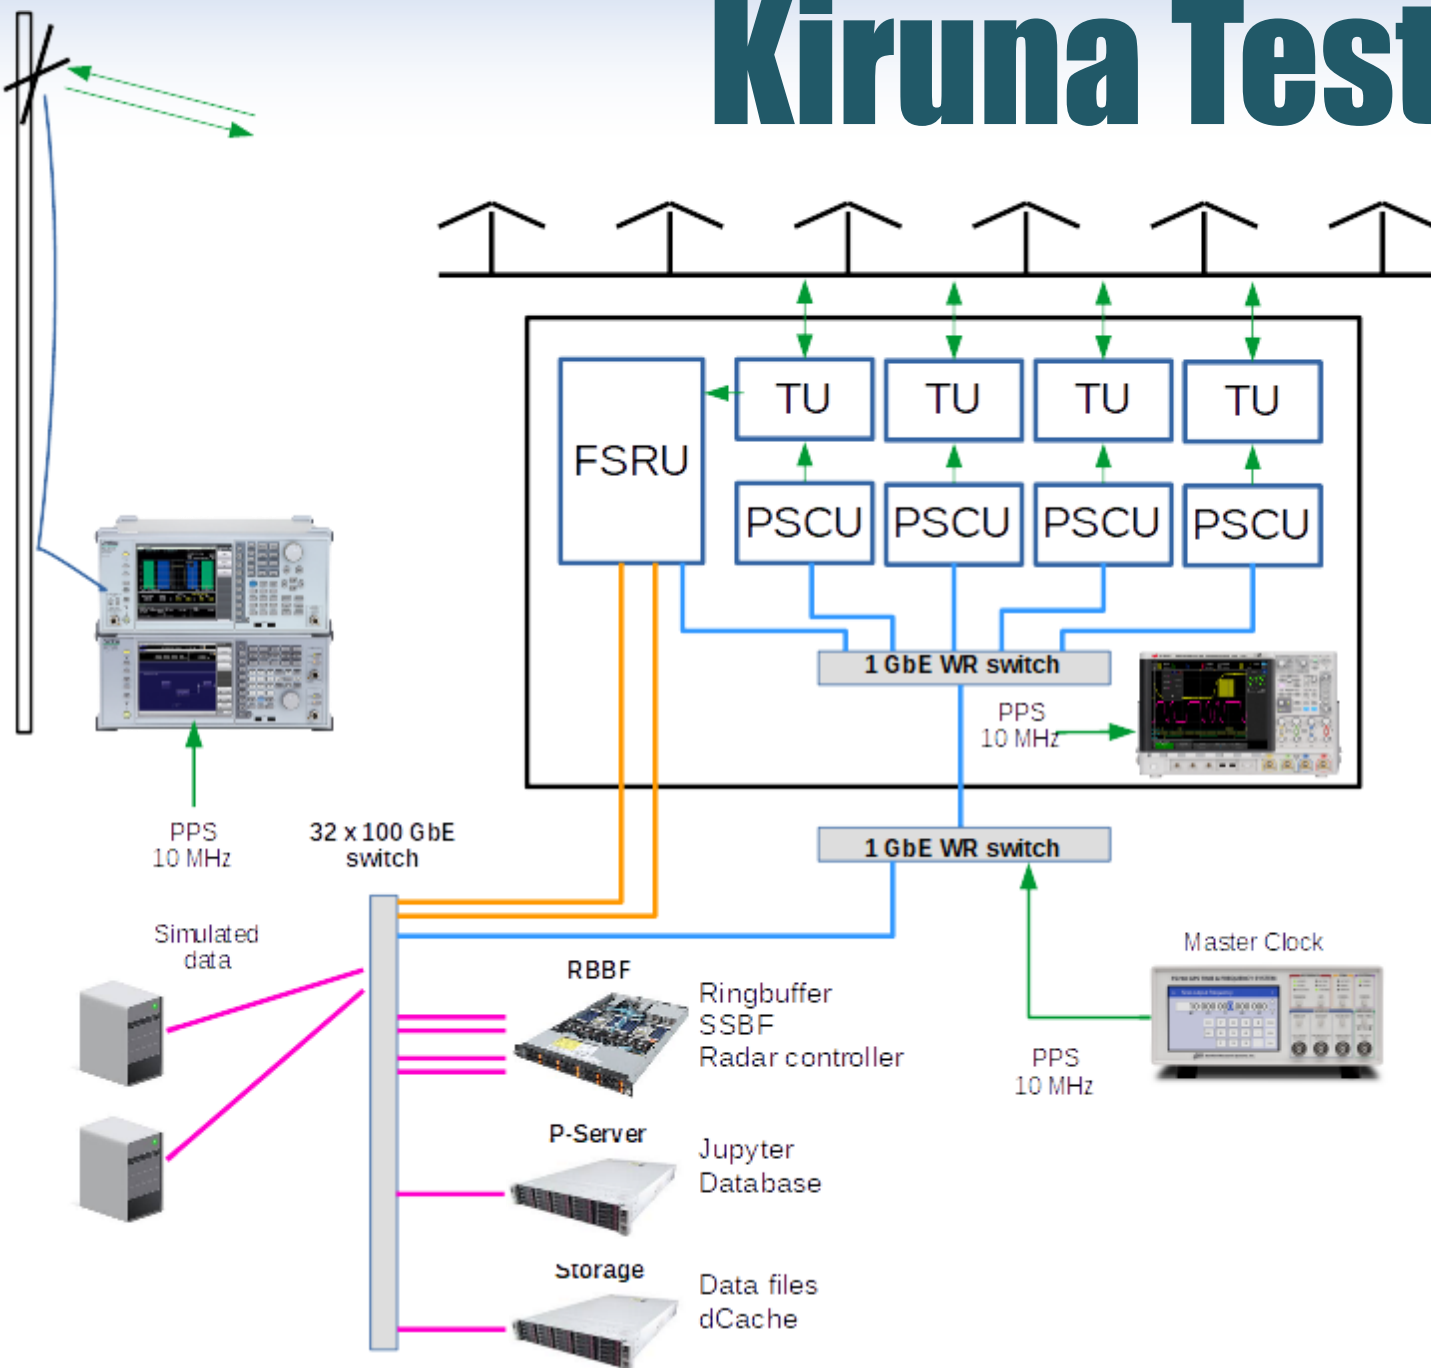 Kiruna Test
TU
TU
TU
TU
FSRU
PSCU
PSCU
PSCU
PSCU
1 GbE WR switch
PPS
10 MHz
PPS
10 MHz
32 x 100 GbE
switch
1 GbE WR switch
Simulated
data
Master Clock
RBBF
Ringbuffer
SSBF
Radar controller
PPS
10 MHz
P-Server
Jupyter
Database
Storage
Data files
dCache